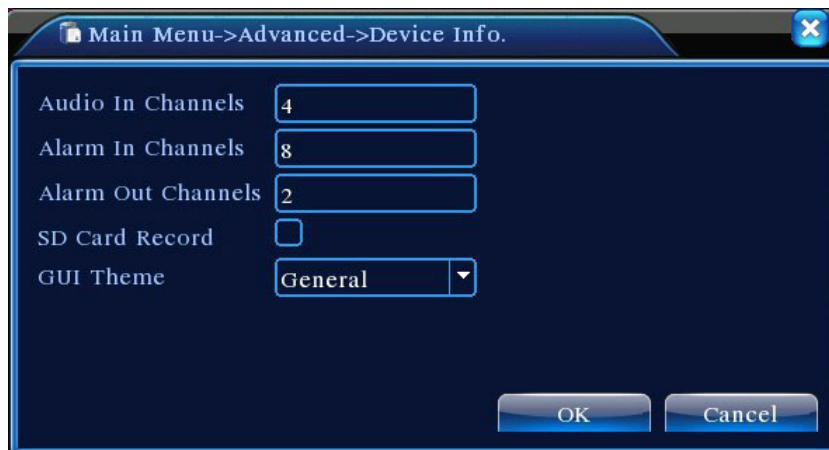 Main Menu->Advanced->Device Info.
Audio In Channels 4
Alarm In Channels 8
Alarm Out Channels 2
SD Card Record
GUI Theme General
OK Cancel